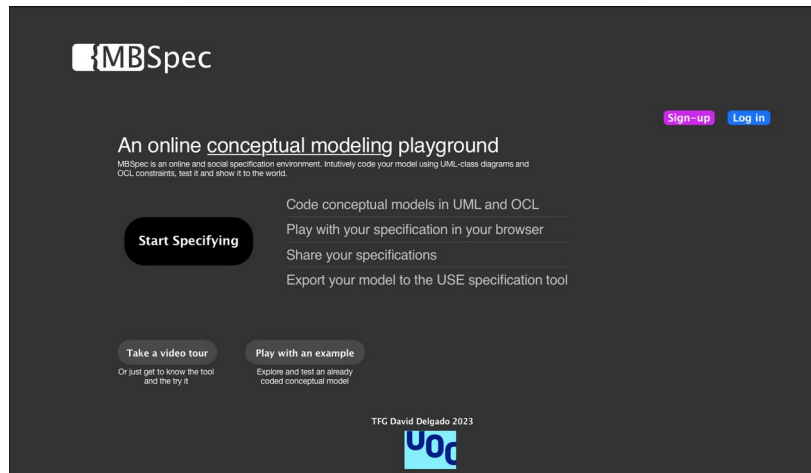 {MBSpec
Sign-up
Log in
An online conceptual modeling playground
MBSpec is an online and social specification environment. Intutively code your model using UML-class diagrams and
OCL constraints, test it and show it to the world.
Start Specifying
Code conceptual models in UML and OCL
Play with your specification in your browser
Share your specifications
Export your model to the USE specification tool
Take a video tour
Or just get to know the tool
and the try it
Play with an example
Explore and test an already
coded conceptual model
TFG David Delgado 2023
UOC